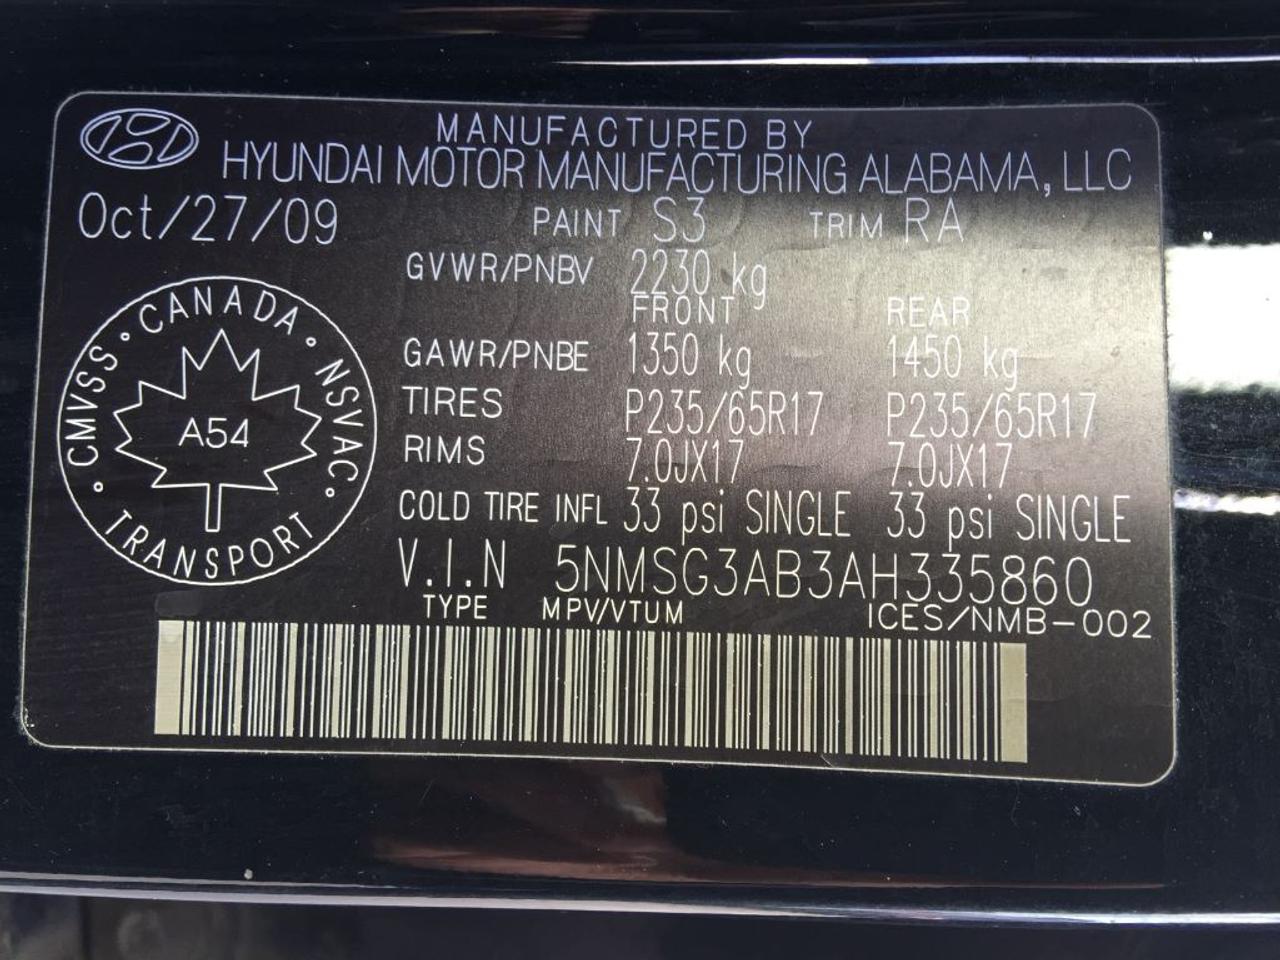 MANUFACTURED BY
HYUNDAI MOTOR MANUFACTURING ALABAMA, LLC
Oct/27/09 PAINT S3 TRIM RA
GVWR/PNBV 2230 kg
FRONT REAR
GAWR/PNBE 1350 kg 1450 kg
TIRES P235/65R17 P235/65R17
RIMS 7.0JX17 7.0JX17
COLD TIRE INFL 33 psi SINGLE 33 psi SINGLE
V.I.N 5NMSG3AB3AH335860
TYPE MPV/VTUM ICES/NMB-002
CMVSS • CANADA • NSVAC • TRANSPORT •
A54